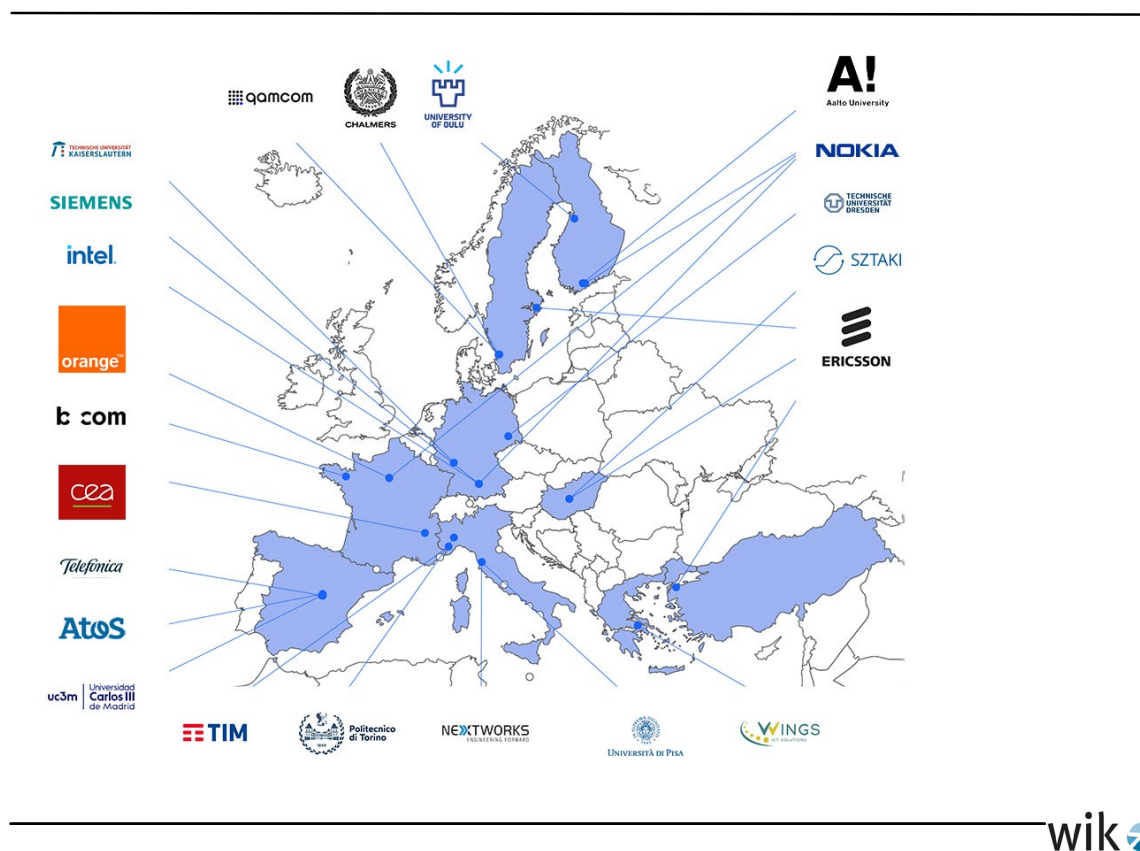 qamcom
CHALMERS
UNIVERSITY
OF OULU
A!
Aalto University
TECHNISCHE UNIVERSITÄT
KAISERSLAUTERN
NOKIA
SIEMENS
TECHNISCHE
UNIVERSITÄT
DRESDEN
intel.
SZTAKI
orange™
ERICSSON
b com
cea
Telefónica
Atos
uc3m
Universidad
Carlos III
de Madrid
TIM
Politecnico
di Torino
NEXTWORKS
ENGINEERING FORWARD
UNIVERSITÀ DI PISA
WINGS
ICT SOLUTIONS
wik